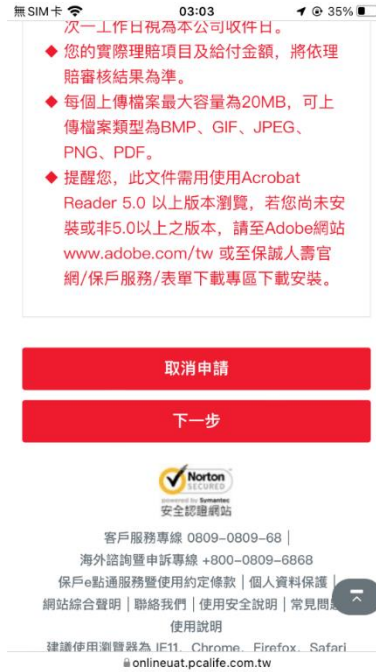 無SIM卡 03:03 35%
次一工作日視為本公司收件日。
◆ 您的實際理賠項目及給付金額，將依理
賠審核結果為準。
◆ 每個上傳檔案最大容量為20MB，可上
傳檔案類型為BMP、GIF、JPEG、
PNG、PDF。
◆ 提醒您，此文件需用使用Acrobat
Reader 5.0 以上版本瀏覽，若您尚未安
裝或非5.0以上之版本，請至Adobe網站
www.adobe.com/tw 或至保誠人壽官
網/保戶服務/表單下載專區下載安裝。
取消申請
下一步
Norton
SECURED
powered by Symantec
安全認證網站
客戶服務專線 0809-0809-68 |
海外諮詢暨申訴專線 +800-0809-6868
保戶e點通服務暨使用約定條款 | 個人資料保護 |
網站綜合聲明 | 聯絡我們 | 使用安全說明 | 常見問
使用說明
建議使用瀏覽器為 IE11、Chrome、Firefox、Safari
onlineuat.pcalife.com.tw